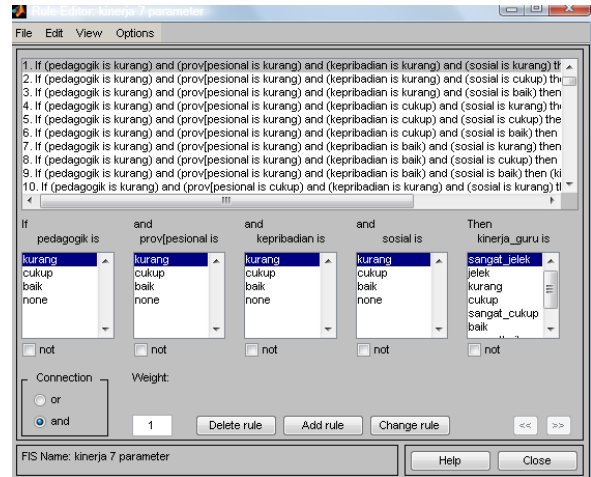 Rule Editor: kinerja 7 parameter
File Edit View Options
1. If (pedagogik is kurang) and (prov[pesional is kurang) and (kepribadian is kurang) and (sosial is kurang) th
2. If (pedagogik is kurang) and (prov[pesional is kurang) and (kepribadian is kurang) and (sosial is cukup) the
3. If (pedagogik is kurang) and (prov[pesional is kurang) and (kepribadian is kurang) and (sosial is baik) then
4. If (pedagogik is kurang) and (prov[pesional is kurang) and (kepribadian is cukup) and (sosial is kurang) the
5. If (pedagogik is kurang) and (prov[pesional is kurang) and (kepribadian is cukup) and (sosial is cukup) the
6. If (pedagogik is kurang) and (prov[pesional is kurang) and (kepribadian is cukup) and (sosial is baik) then
7. If (pedagogik is kurang) and (prov[pesional is kurang) and (kepribadian is baik) and (sosial is kurang) then
8. If (pedagogik is kurang) and (prov[pesional is kurang) and (kepribadian is baik) and (sosial is cukup) then
9. If (pedagogik is kurang) and (prov[pesional is kurang) and (kepribadian is baik) and (sosial is baik) then (ki
10. If (pedagogik is kurang) and (prov[pesional is cukup) and (kepribadian is kurang) and (sosial is kurang) t
If and and and Then
pedagogik is prov[pesional is kepribadian is sosial is kinerja_guru is
kurang kurang kurang kurang sangat_jelek
cukup cukup cukup cukup jelek
baik baik baik baik kurang
none none none none cukup
sangat_cukup
baik
not not not not not
Connection Weight:
or
and 1 Delete rule Add rule Change rule << >>
FIS Name: kinerja 7 parameter Help Close